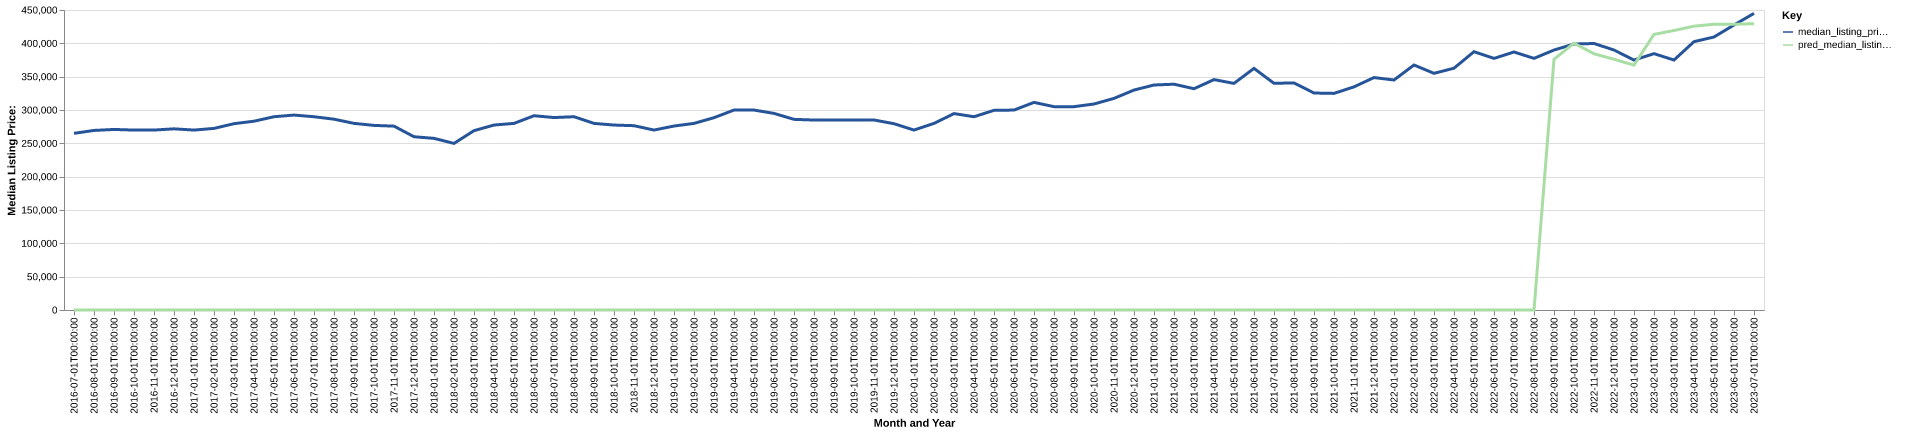 450,000
400,000
350,000
300,000
250,000
200,000
150,000
100,000
50,000
0
Median Listing Price:
2016-07-01T00:00:00
2016-08-01T00:00:00
2016-09-01T00:00:00
2016-10-01T00:00:00
2016-11-01T00:00:00
2016-12-01T00:00:00
2017-01-01T00:00:00
2017-02-01T00:00:00
2017-03-01T00:00:00
2017-04-01T00:00:00
2017-05-01T00:00:00
2017-06-01T00:00:00
2017-07-01T00:00:00
2017-08-01T00:00:00
2017-09-01T00:00:00
2017-10-01T00:00:00
2017-11-01T00:00:00
2017-12-01T00:00:00
2018-01-01T00:00:00
2018-02-01T00:00:00
2018-03-01T00:00:00
2018-04-01T00:00:00
2018-05-01T00:00:00
2018-06-01T00:00:00
2018-07-01T00:00:00
2018-08-01T00:00:00
2018-09-01T00:00:00
2018-10-01T00:00:00
2018-11-01T00:00:00
2018-12-01T00:00:00
2019-01-01T00:00:00
2019-02-01T00:00:00
2019-03-01T00:00:00
2019-04-01T00:00:00
2019-05-01T00:00:00
2019-06-01T00:00:00
2019-07-01T00:00:00
2019-08-01T00:00:00
2019-09-01T00:00:00
2019-10-01T00:00:00
2019-11-01T00:00:00
2019-12-01T00:00:00
2020-01-01T00:00:00
2020-02-01T00:00:00
2020-03-01T00:00:00
2020-04-01T00:00:00
2020-05-01T00:00:00
2020-06-01T00:00:00
2020-07-01T00:00:00
2020-08-01T00:00:00
2020-09-01T00:00:00
2020-10-01T00:00:00
2020-11-01T00:00:00
2020-12-01T00:00:00
2021-01-01T00:00:00
2021-02-01T00:00:00
2021-03-01T00:00:00
2021-04-01T00:00:00
2021-05-01T00:00:00
2021-06-01T00:00:00
2021-07-01T00:00:00
2021-08-01T00:00:00
2021-09-01T00:00:00
2021-10-01T00:00:00
2021-11-01T00:00:00
2021-12-01T00:00:00
2022-01-01T00:00:00
2022-02-01T00:00:00
2022-03-01T00:00:00
2022-04-01T00:00:00
2022-05-01T00:00:00
2022-06-01T00:00:00
2022-07-01T00:00:00
2022-08-01T00:00:00
2022-09-01T00:00:00
2022-10-01T00:00:00
2022-11-01T00:00:00
2022-12-01T00:00:00
2023-01-01T00:00:00
2023-02-01T00:00:00
2023-03-01T00:00:00
2023-04-01T00:00:00
2023-05-01T00:00:00
2023-06-01T00:00:00
2023-07-01T00:00:00
Month and Year
Key
median_listing_pri…
pred_median_listin…